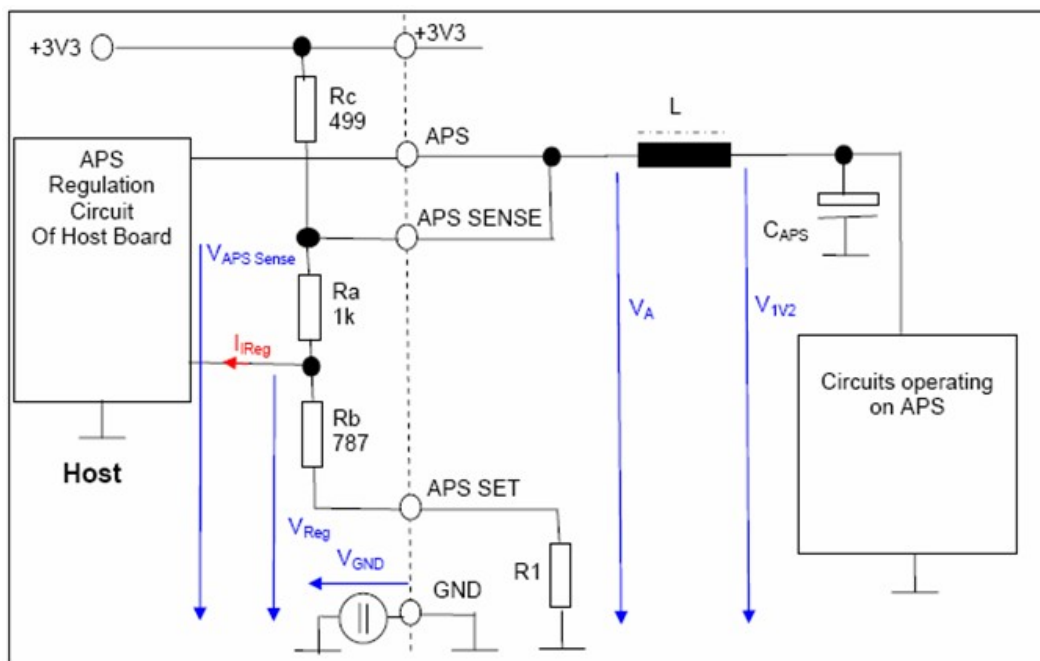 +3V3
+3V3
Rc
499
L
APS
APS
Regulation
Circuit
Of Host Board
APS SENSE
CAPS
VAPS Sense
Ra
1k
VA
V1V2
IIReg
Circuits operating
on APS
Rb
787
Host
APS SET
VReg
VGND
R1
GND